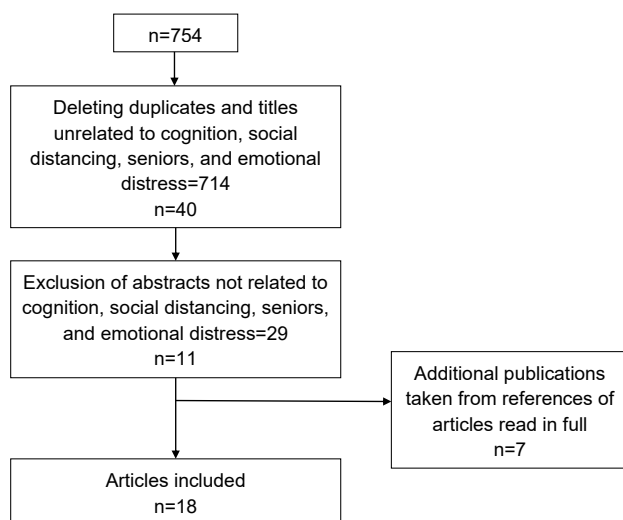 n=754
Deleting duplicates and titles
unrelated to cognition, social
distancing, seniors, and emotional
distress=714
n=40
Exclusion of abstracts not related to
cognition, social distancing, seniors,
and emotional distress=29
n=11
Additional publications
taken from references of
articles read in full
n=7
Articles included
n=18